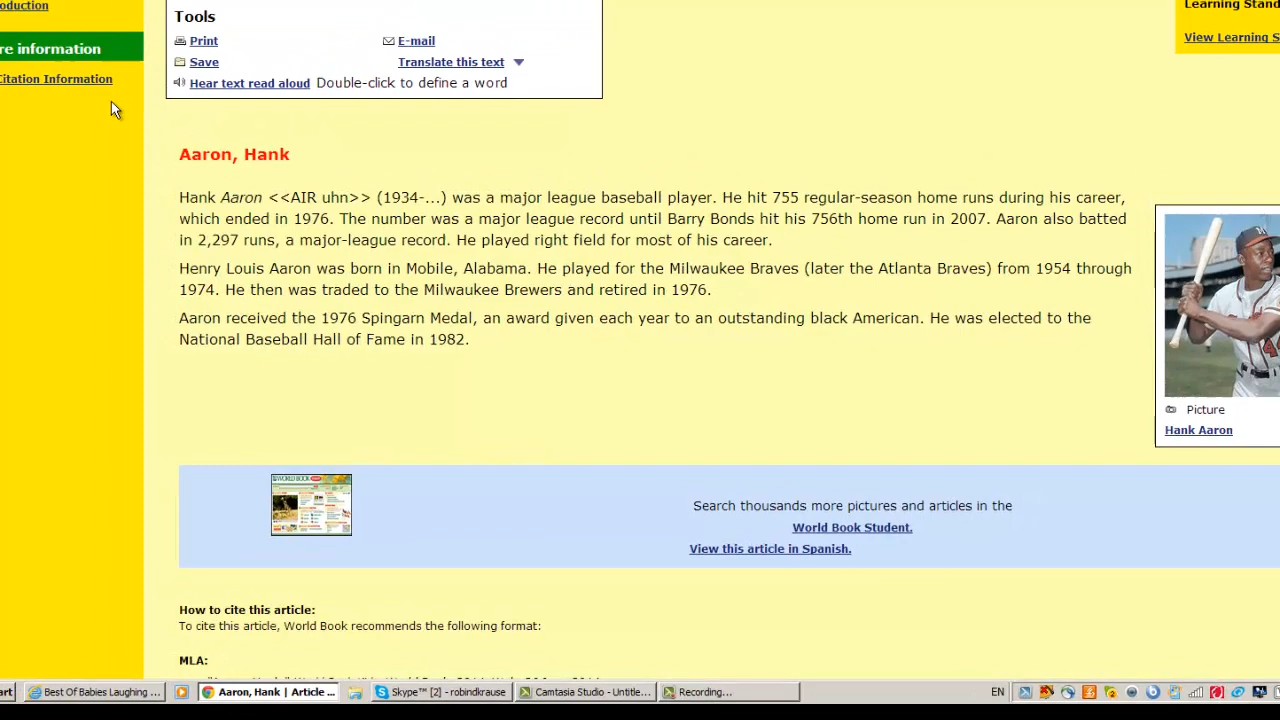 roduction
re information
Citation Information
Tools
Print
E-mail
Save
Translate this text
Hear text read aloud Double-click to define a word
Learning Stand
View Learning S
Aaron, Hank
Hank Aaron <<AIR uhn>> (1934-...) was a major league baseball player. He hit 755 regular-season home runs during his career,
which ended in 1976. The number was a major league record until Barry Bonds hit his 756th home run in 2007. Aaron also batted
in 2,297 runs, a major-league record. He played right field for most of his career.
Henry Louis Aaron was born in Mobile, Alabama. He played for the Milwaukee Braves (later the Atlanta Braves) from 1954 through
1974. He then was traded to the Milwaukee Brewers and retired in 1976.
Aaron received the 1976 Spingarn Medal, an award given each year to an outstanding black American. He was elected to the
National Baseball Hall of Fame in 1982.
44
Picture
Hank Aaron
WORLD BOOK
Search thousands more pictures and articles in the
World Book Student.
View this article in Spanish.
How to cite this article:
To cite this article, World Book recommends the following format:
MLA:
art
Best Of Babies Laughing ...
Aaron, Hank | Article ...
Skype™ [2] - robindkrause
Camtasia Studio - Untitle...
Recording...
EN